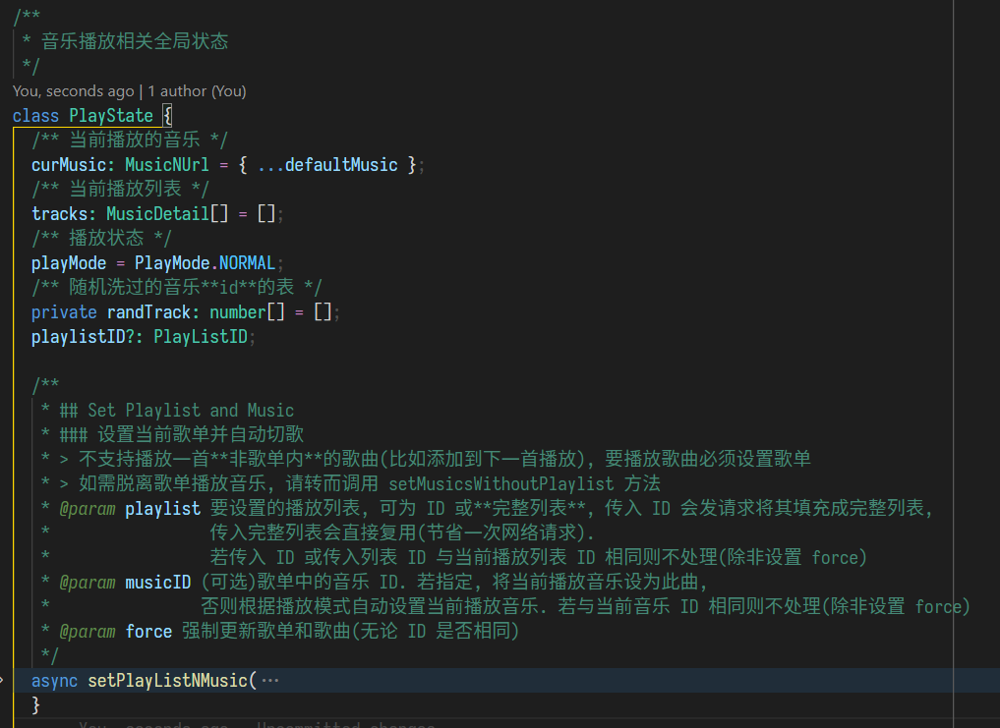 /**
 * 音乐播放相关全局状态
 */
You, seconds ago | 1 author (You)
class PlayState {
  /** 当前播放的音乐 */
  curMusic: MusicNUrl = { ...defaultMusic };
  /** 当前播放列表 */
  tracks: MusicDetail[] = [];
  /** 播放状态 */
  playMode = PlayMode.NORMAL;
  /** 随机洗过的音乐**id**的表 */
  private randTrack: number[] = [];
  playlistID?: PlayListID;
  /**
   * ## Set Playlist and Music
   * ### 设置当前歌单并自动切歌
   * > 不支持播放一首**非歌单内**的歌曲(比如添加到下一首播放), 要播放歌曲必须设置歌单
   * > 如需脱离歌单播放音乐, 请转而调用 setMusicsWithoutPlaylist 方法
   * @param playlist 要设置的播放列表, 可为 ID 或**完整列表**, 传入 ID 会发请求将其填充成完整列表,
   *                 传入完整列表会直接复用(节省一次网络请求).
   *                 若传入 ID 或传入列表 ID 与当前播放列表 ID 相同则不处理(除非设置 force)
   * @param musicID (可选)歌单中的音乐 ID. 若指定, 将当前播放音乐设为此曲,
   *                否则根据播放模式自动设置当前播放音乐. 若与当前音乐 ID 相同则不处理(除非设置 force)
   * @param force 强制更新歌单和歌曲(无论 ID 是否相同)
   */
  async setPlayListNMusic(···
  }
You, seconds ago · Uncommitted changes